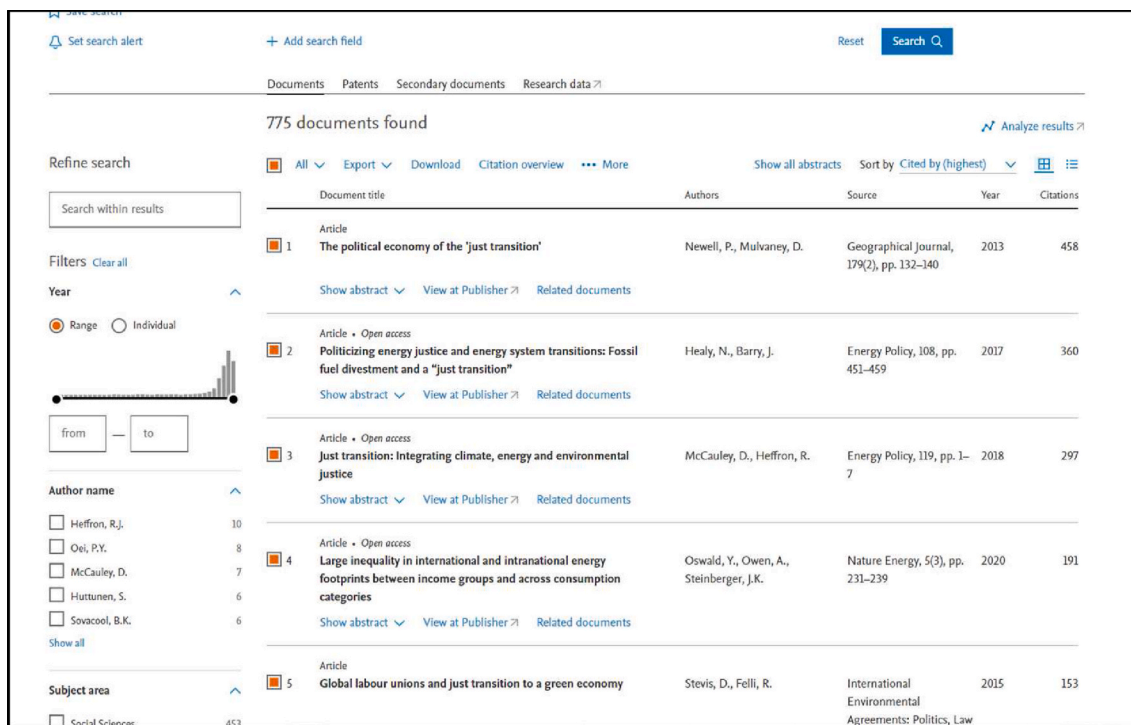 Save search
Set search alert
+ Add search field
Reset
Search
Documents Patents Secondary documents Research data
775 documents found
Analyze results
Refine search
All Export Download Citation overview ••• More
Show all abstracts Sort by Cited by (highest)
Search within results
Filters Clear all
Year
Range Individual
from — to
Author name
Heffron, R.J. 10
Oei, P.Y. 8
McCauley, D. 7
Huttunen, S. 6
Sovacool, B.K. 6
Show all
Subject area
Social Sciences 453
Document title Authors Source Year Citations
Article
1 The political economy of the 'just transition' Newell, P., Mulvaney, D. Geographical Journal, 2013 458
179(2), pp. 132–140
Show abstract View at Publisher Related documents
Article • Open access
2 Politicizing energy justice and energy system transitions: Fossil Healy, N., Barry, J. Energy Policy, 108, pp. 2017 360
fuel divestment and a “just transition” 451–459
Show abstract View at Publisher Related documents
Article • Open access
3 Just transition: Integrating climate, energy and environmental McCauley, D., Heffron, R. Energy Policy, 119, pp. 1– 2018 297
justice 7
Show abstract View at Publisher Related documents
Article • Open access
4 Large inequality in international and intranational energy Oswald, Y., Owen, A., Nature Energy, 5(3), pp. 2020 191
footprints between income groups and across consumption Steinberger, J.K. 231–239
categories
Show abstract View at Publisher Related documents
Article
5 Global labour unions and just transition to a green economy Stevis, D., Felli, R. International 2015 153
Environmental
Agreements: Politics, Law